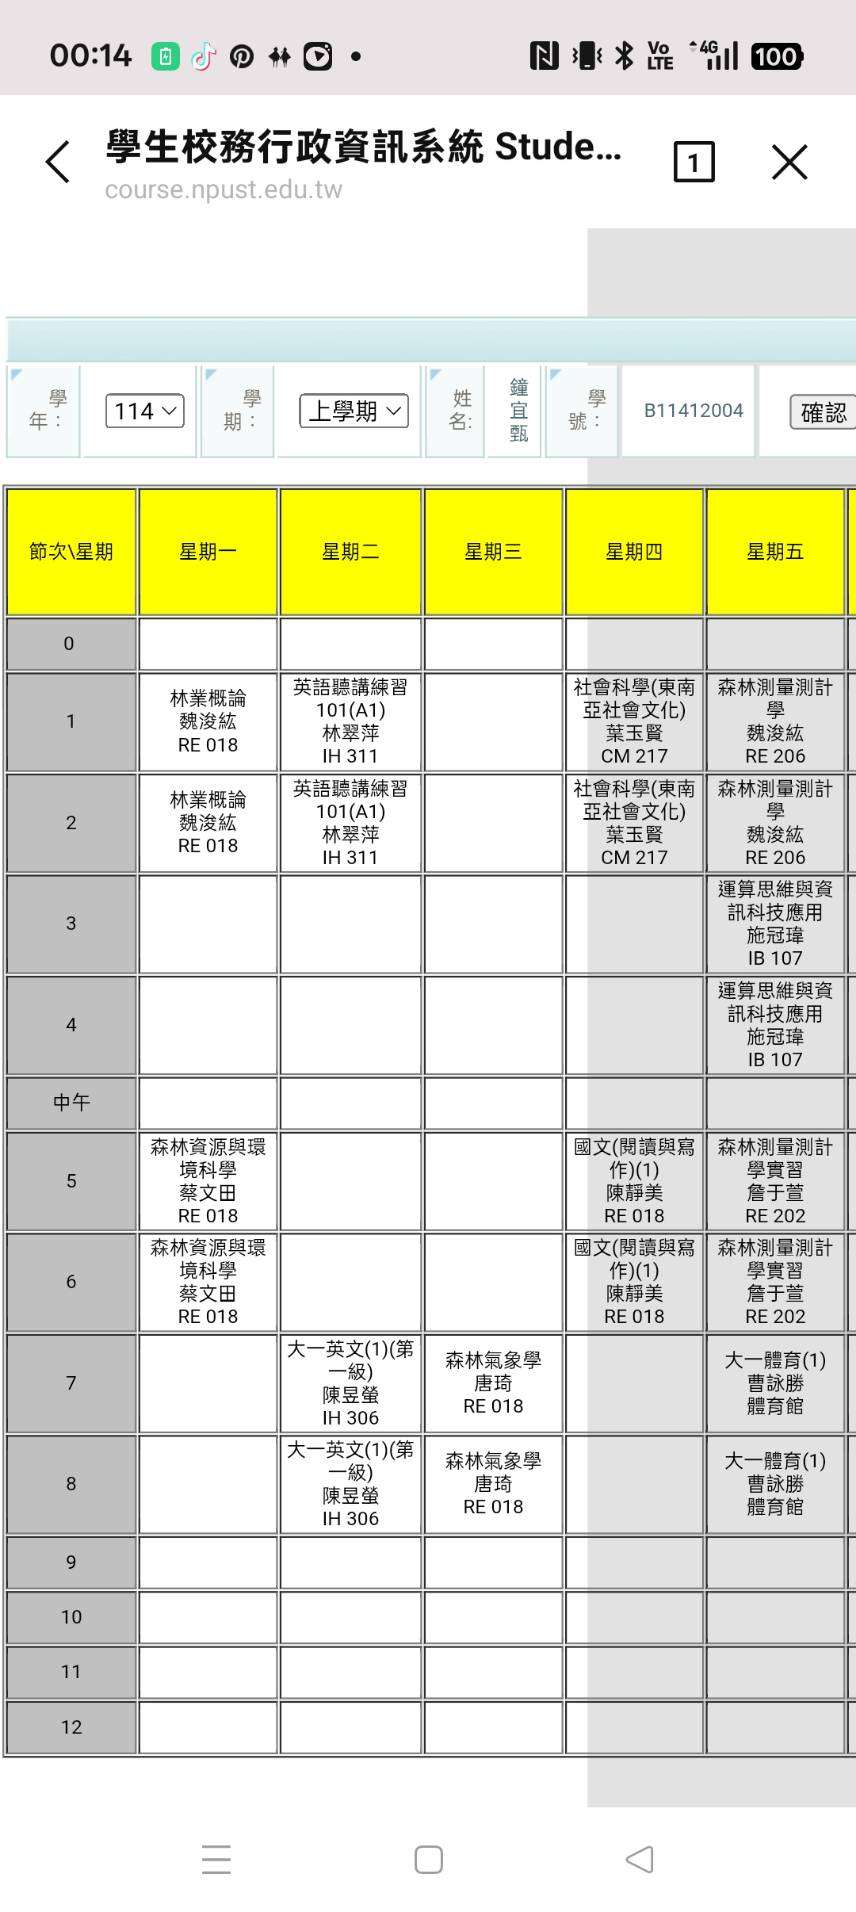 00:14
Vo
LTE
4G
100
學生校務行政資訊系統 Stude...
course.npust.edu.tw
1
學年：
114
學期：
上學期
姓名:
鐘宜甄
學號：
B11412004
確認
節次\星期
星期一
星期二
星期三
星期四
星期五
0
1
林業概論
魏浚紘
RE 018
英語聽講練習
101(A1)
林翠萍
IH 311
社會科學(東南
亞社會文化)
葉玉賢
CM 217
森林測量測計
學
魏浚紘
RE 206
2
林業概論
魏浚紘
RE 018
英語聽講練習
101(A1)
林翠萍
IH 311
社會科學(東南
亞社會文化)
葉玉賢
CM 217
森林測量測計
學
魏浚紘
RE 206
3
運算思維與資
訊科技應用
施冠瑋
IB 107
4
運算思維與資
訊科技應用
施冠瑋
IB 107
中午
5
森林資源與環
境科學
蔡文田
RE 018
國文(閱讀與寫
作)(1)
陳靜美
RE 018
森林測量測計
學實習
詹于萱
RE 202
6
森林資源與環
境科學
蔡文田
RE 018
國文(閱讀與寫
作)(1)
陳靜美
RE 018
森林測量測計
學實習
詹于萱
RE 202
7
大一英文(1)(第
一級)
陳昱螢
IH 306
森林氣象學
唐琦
RE 018
大一體育(1)
曹詠勝
體育館
8
大一英文(1)(第
一級)
陳昱螢
IH 306
森林氣象學
唐琦
RE 018
大一體育(1)
曹詠勝
體育館
9
10
11
12